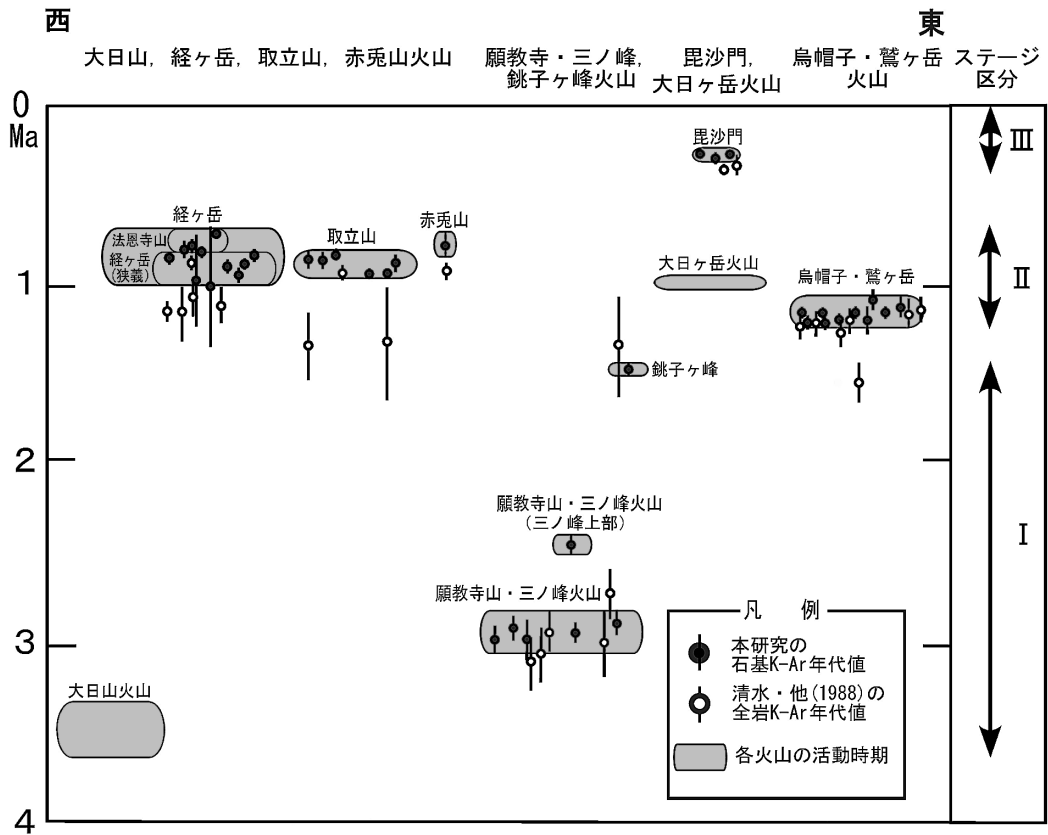 西
東
大日山, 経ヶ岳, 取立山, 赤兎山火山
願教寺・三ノ峰,
銚子ヶ峰火山
毘沙門,
大日ヶ岳火山
烏帽子・鷲ヶ岳
火山
ステージ
区分
0
Ma
1
2
3
4
毘沙門
経ヶ岳
法恩寺山
経ヶ岳
(狭義)
取立山
赤兎山
大日ヶ岳火山
烏帽子・鷲ヶ岳
銚子ヶ峰
願教寺山・三ノ峰火山
(三ノ峰上部)
願教寺山・三ノ峰火山
大日山火山
Ⅲ
Ⅱ
Ⅰ
凡 例
本研究の
石基K-Ar年代値
清水・他(1988)の
全岩K-Ar年代値
各火山の活動時期